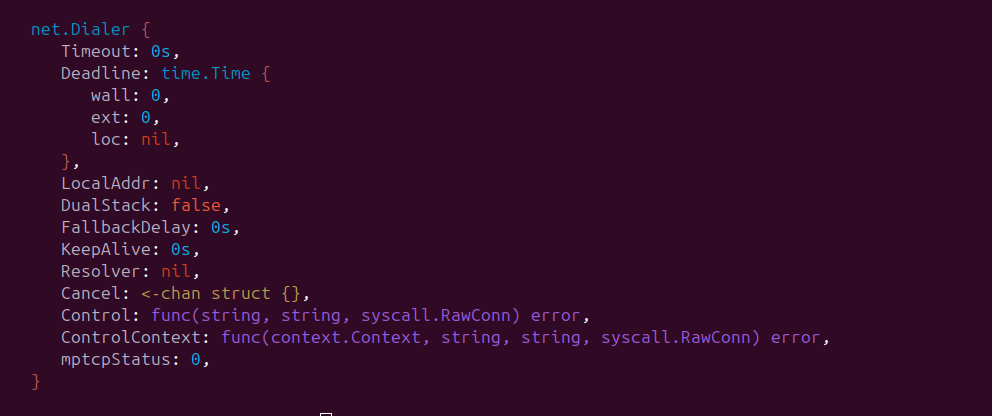 net.Dialer {
   Timeout: 0s,
   Deadline: time.Time {
      wall: 0,
      ext: 0,
      loc: nil,
   },
   LocalAddr: nil,
   DualStack: false,
   FallbackDelay: 0s,
   KeepAlive: 0s,
   Resolver: nil,
   Cancel: <-chan struct {},
   Control: func(string, string, syscall.RawConn) error,
   ControlContext: func(context.Context, string, string, syscall.RawConn) error,
   mptcpStatus: 0,
}